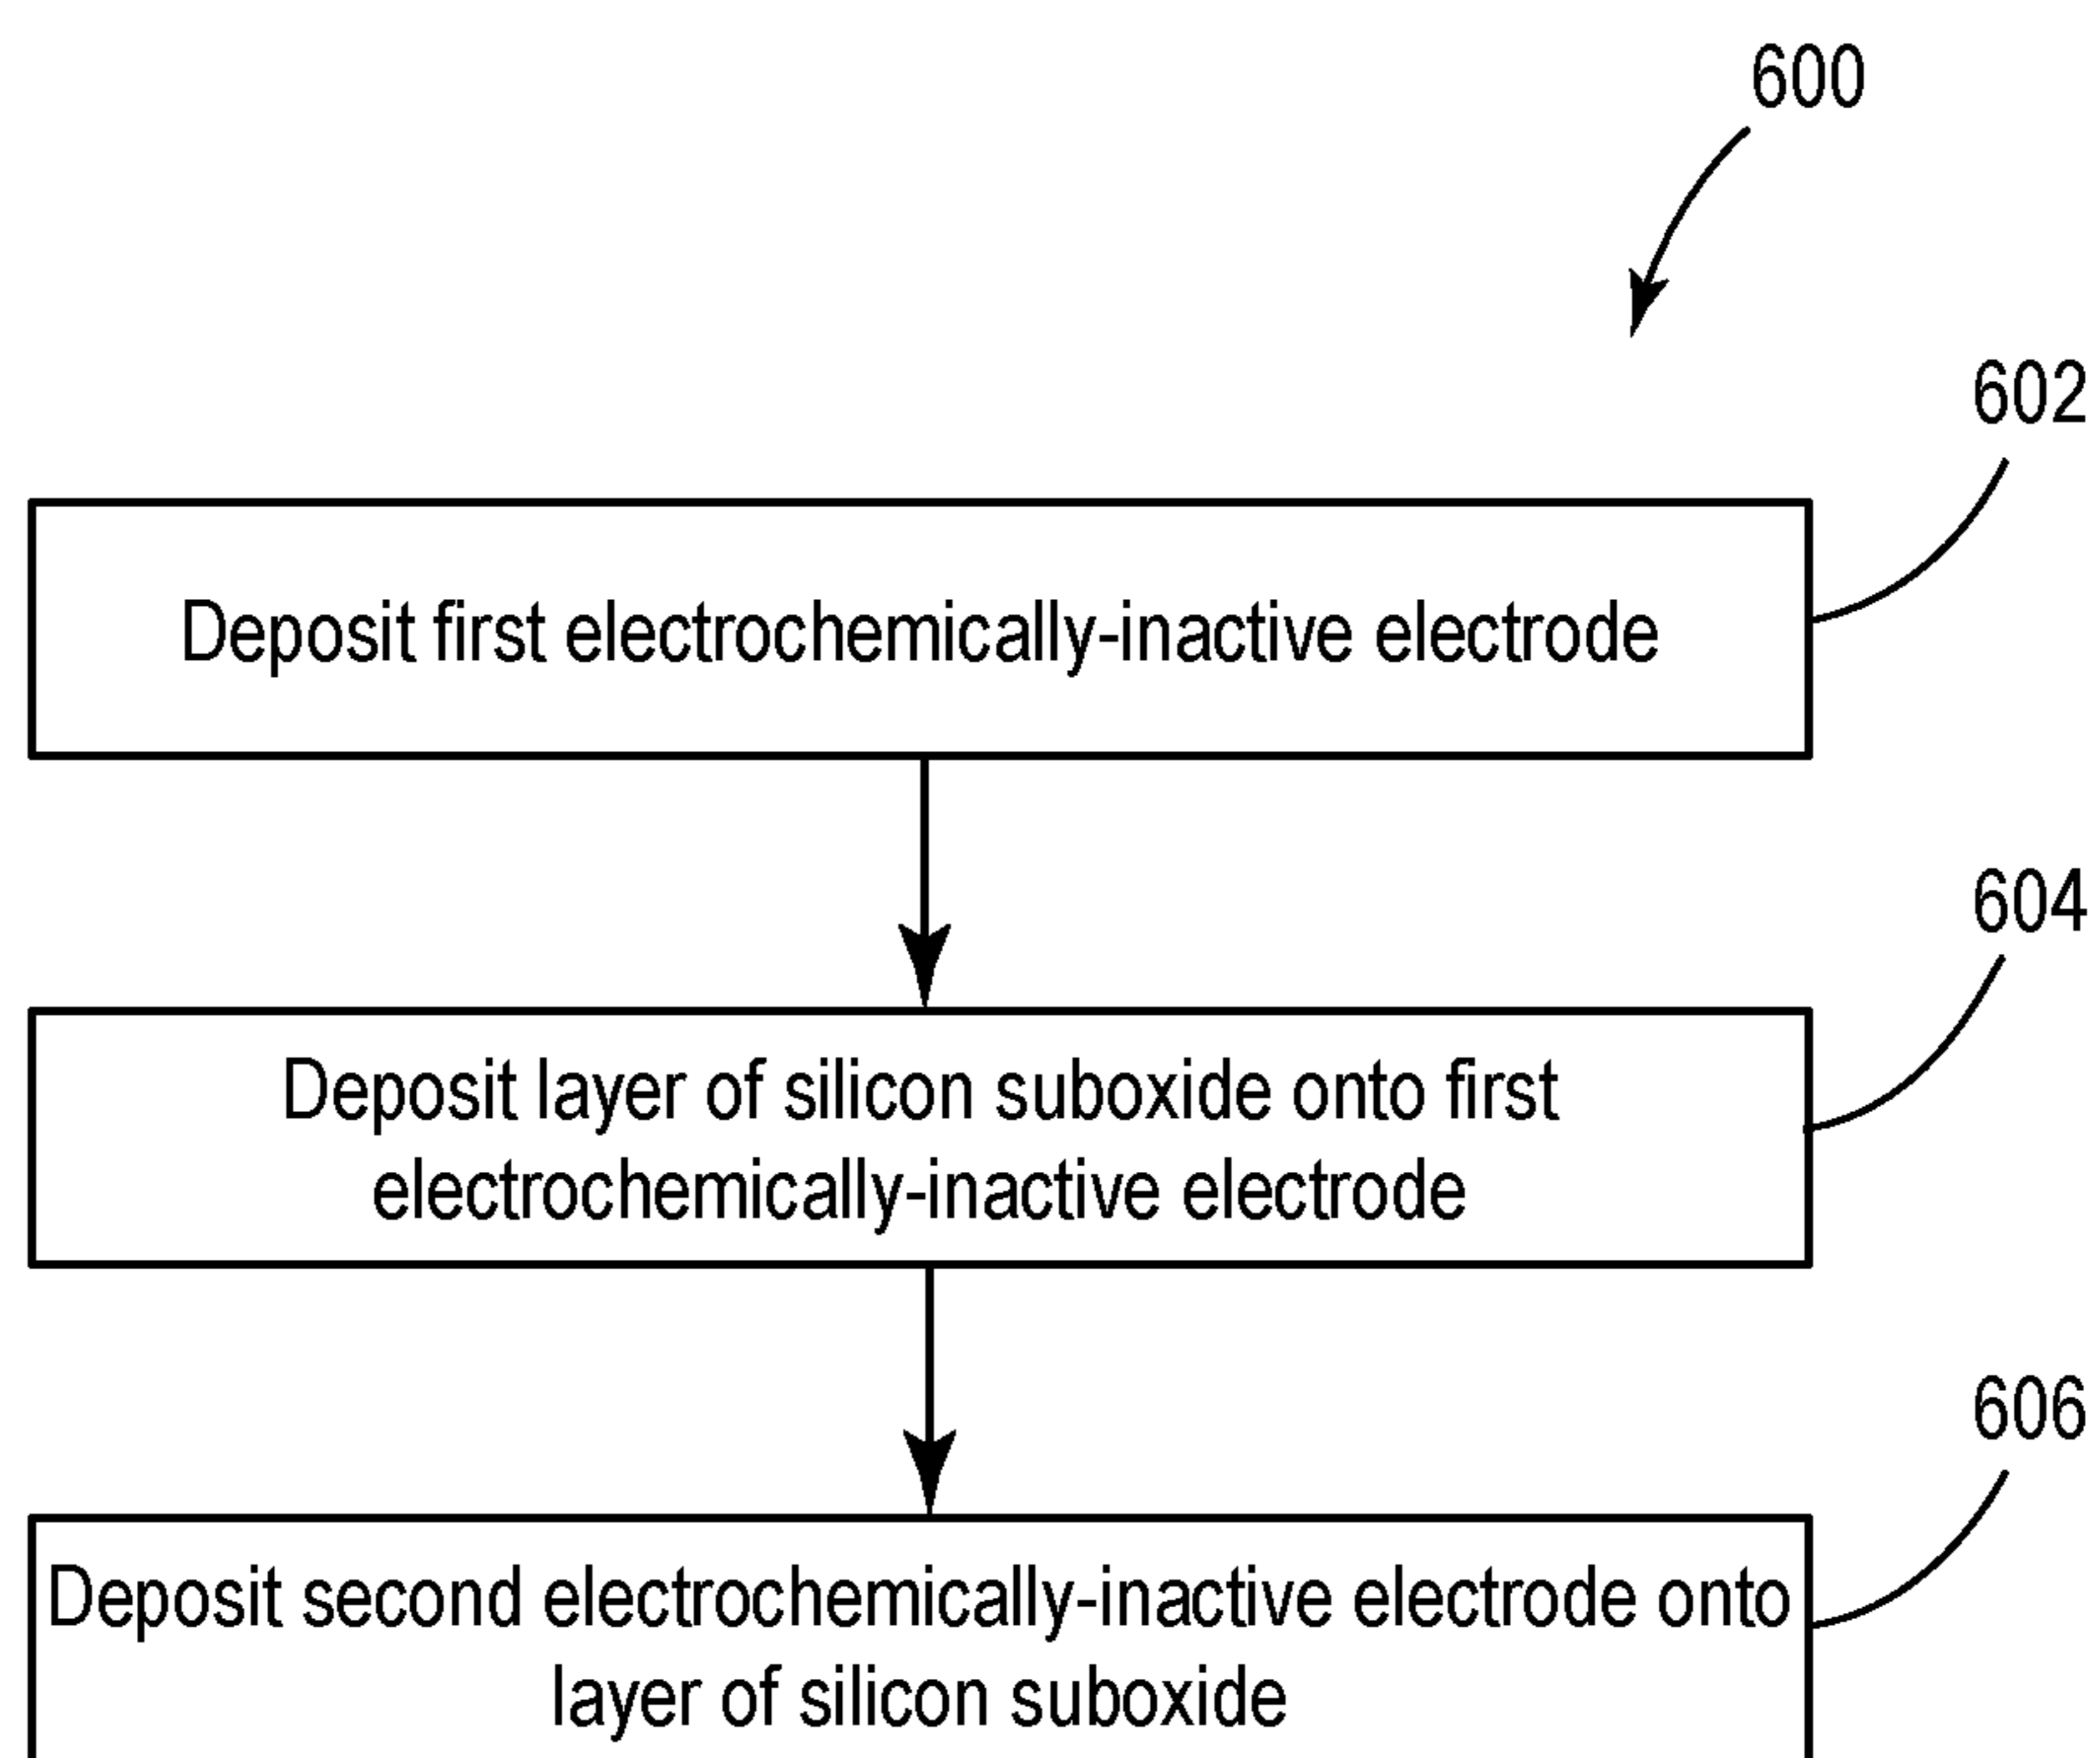 600
602
Deposit first electrochemically-inactive electrode
604
Deposit layer of silicon suboxide onto first
electrochemically-inactive electrode
606
Deposit second electrochemically-inactive electrode onto
layer of silicon suboxide